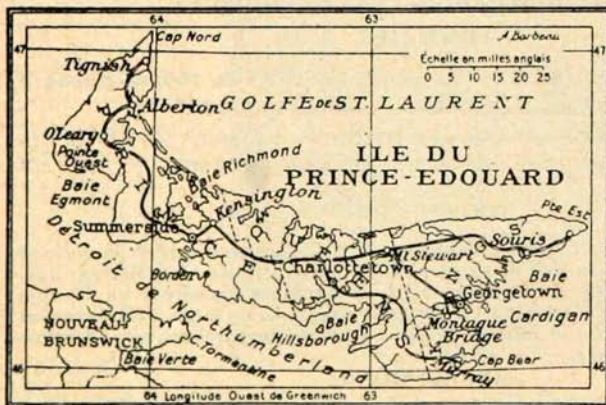 64
63
47
Cap Nord
Tignish
A. Barbeau
Échelle en milles anglais
0 5 10 15 20 25
47
Alberton
GOLFE DE ST. LAURENT
O'Leary
Pointe Ouest
Baie Richmond
ILE DU
PRINCE-EDOUARD
Baie
Egmont
Kensington
Pte Est
Summerside
Souris
Mt Stewart
Borden
Charlottetown
Baie
Cardigan
Georgetown
Détroit de Northumberland
NOUVEAU-
BRUNSWICK
Baie
Hillsborough
Montague
Bridge
C. Tormentine
Baie Verte
Murray
Cap Bear
46
46
64
Longitude Ouest de Greenwich
63